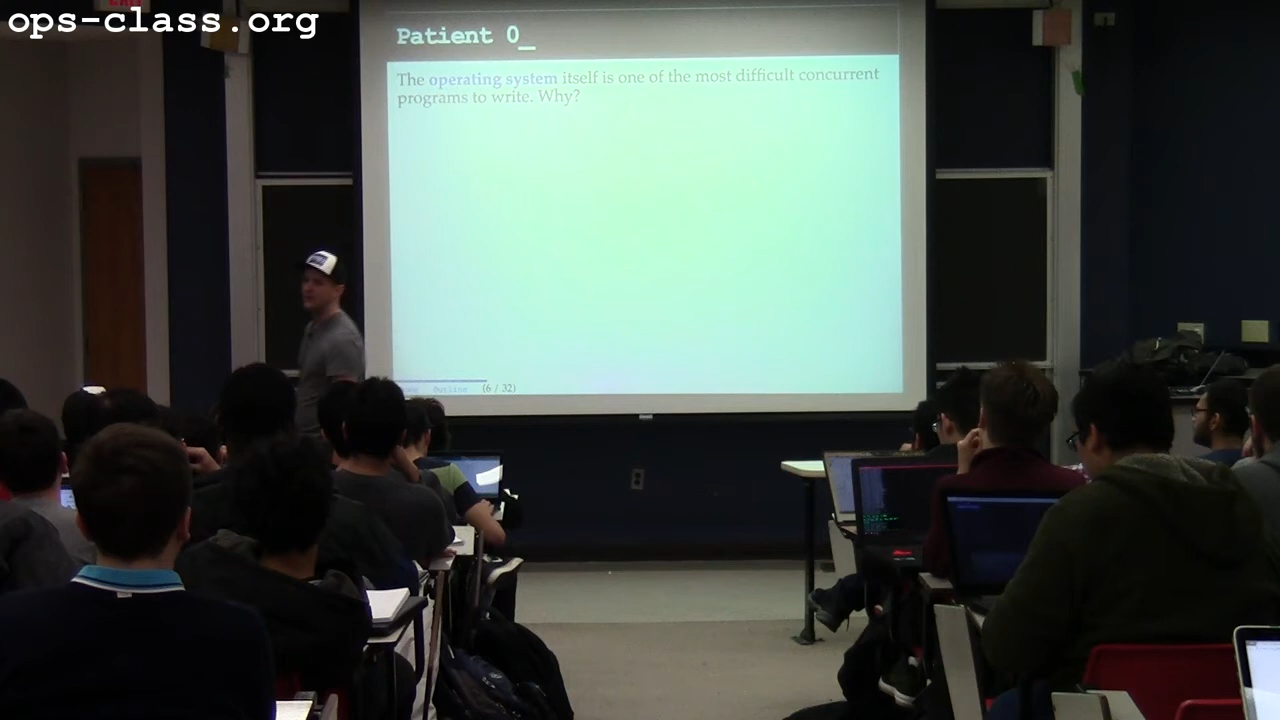 ops-class.org
Patient 0_
The operating system itself is one of the most difficult concurrent
programs to write. Why?
Outline (6 / 32)